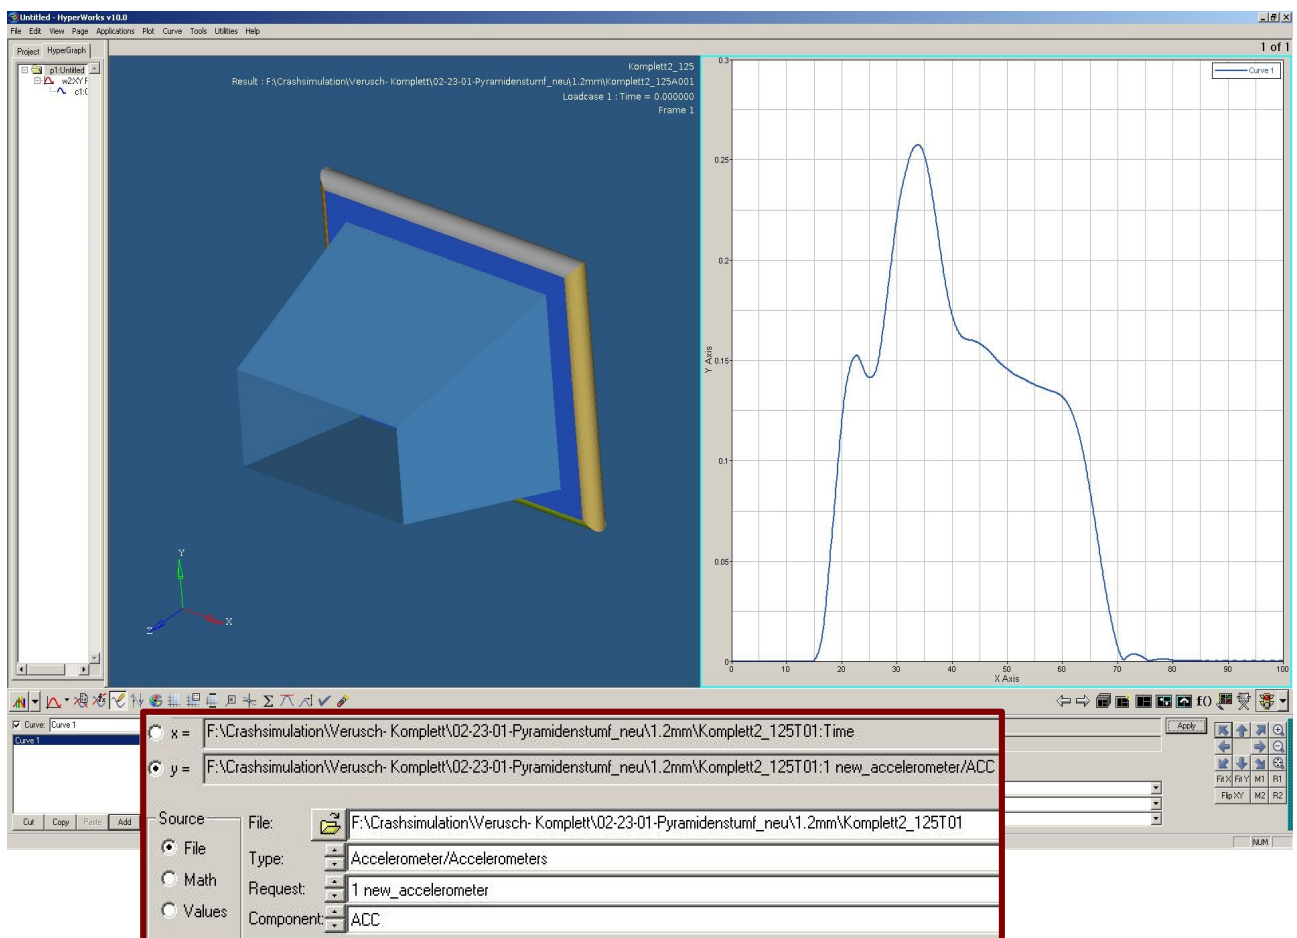 Untitled - HyperWorks v10.0
File Edit View Page Applications Plot Curve Tools Utilities Help
Project HyperGraph
1 of 1
p1:Untitled
w2:XY F
c1:C
Komplett2_125
Result : F:\Crashsimulation\Verusch- Komplett\02-23-01-Pyramidenstumf_neu\1.2mm\Komplett2_125A001
Loadcase 1 : Time = 0.000000
Frame 1
Y
X
Z
Curve 1
0.3
0.25
0.2
0.15
0.1
0.05
0
Y Axis
0 10 20 30 40 50 60 70 80 90 100
X Axis
f()
Curve: Curve 1
Curve 1
Cut Copy Paste Add
x = F:\Crashsimulation\Verusch- Komplett\02-23-01-Pyramidenstumf_neu\1.2mm\Komplett2_125T01:Time
y = F:\Crashsimulation\Verusch- Komplett\02-23-01-Pyramidenstumf_neu\1.2mm\Komplett2_125T01:1 new_accelerometer/ACC
Source
File
Math
Values
File: F:\Crashsimulation\Verusch- Komplett\02-23-01-Pyramidenstumf_neu\1.2mm\Komplett2_125T01
Type: Accelerometer/Accelerometers
Request: 1 new_accelerometer
Component: ACC
Apply
Fit X Fit Y M1 R1
Flip XY M2 R2
NUM